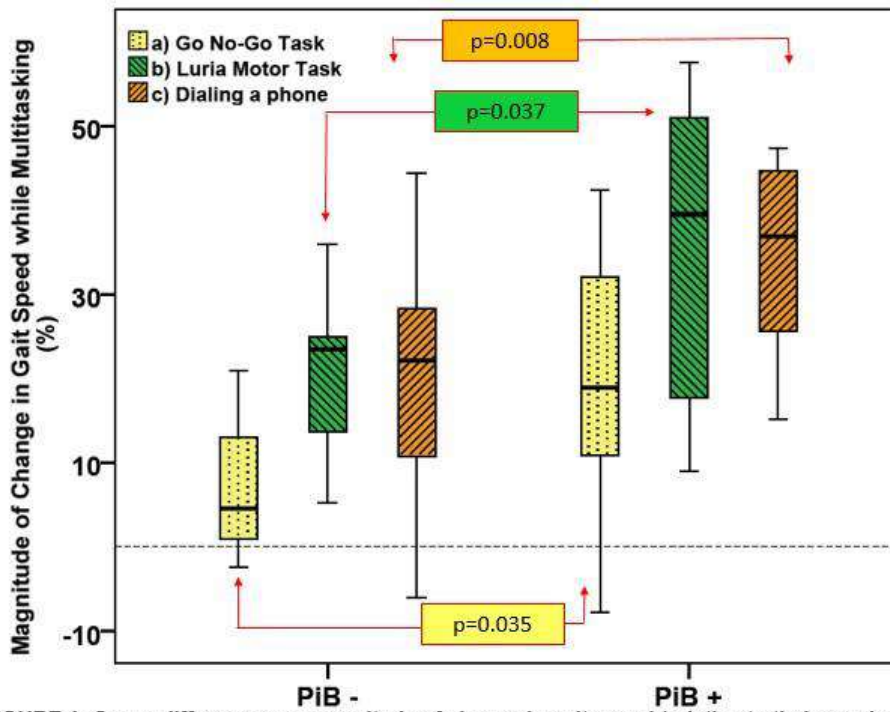 p=0.008
a) Go No-Go Task
b) Luria Motor Task
c) Dialing a phone
p=0.037
Magnitude of Change in Gait Speed while Multitasking
(%)
50
30
10
-10
p=0.035
PiB - PiB +